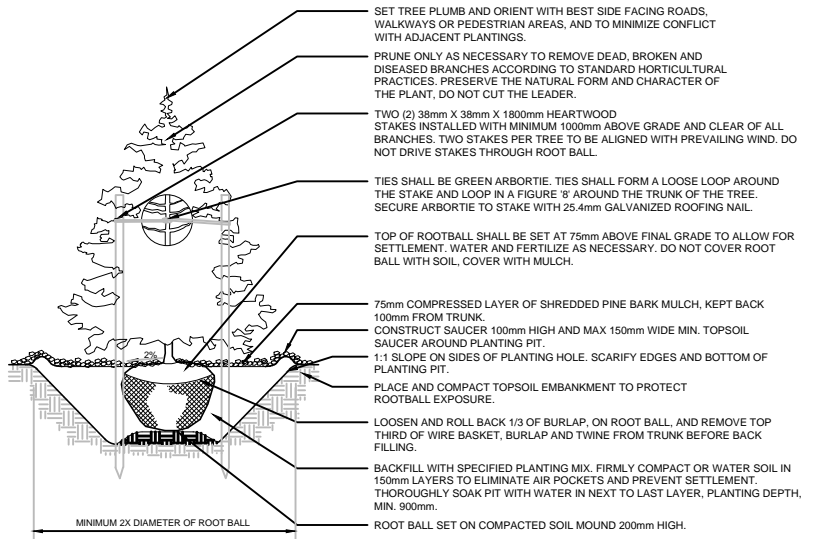 SET TREE PLUMB AND ORIENT WITH BEST SIDE FACING ROADS,
WALKWAYS OR PEDESTRIAN AREAS, AND TO MINIMIZE CONFLICT
WITH ADJACENT PLANTINGS.
PRUNE ONLY AS NECESSARY TO REMOVE DEAD, BROKEN AND
DISEASED BRANCHES ACCORDING TO STANDARD HORTICULTURAL
PRACTICES. PRESERVE THE NATURAL FORM AND CHARACTER OF
THE PLANT, DO NOT CUT THE LEADER.
TWO (2) 38mm X 38mm X 1800mm HEARTWOOD
STAKES INSTALLED WITH MINIMUM 1000mm ABOVE GRADE AND CLEAR OF ALL
BRANCHES. TWO STAKES PER TREE TO BE ALIGNED WITH PREVAILING WIND. DO
NOT DRIVE STAKES THROUGH ROOT BALL.
TIES SHALL BE GREEN ARBORTIE. TIES SHALL FORM A LOOSE LOOP AROUND
THE STAKE AND LOOP IN A FIGURE '8' AROUND THE TRUNK OF THE TREE.
SECURE ARBORTIE TO STAKE WITH 25.4mm GALVANIZED ROOFING NAIL.
TOP OF ROOTBALL SHALL BE SET AT 75mm ABOVE FINAL GRADE TO ALLOW FOR
SETTLEMENT. WATER AND FERTILIZE AS NECESSARY. DO NOT COVER ROOT
BALL WITH SOIL, COVER WITH MULCH.
75mm COMPRESSED LAYER OF SHREDDED PINE BARK MULCH, KEPT BACK
100mm FROM TRUNK.
CONSTRUCT SAUCER 100mm HIGH AND MAX 150mm WIDE MIN. TOPSOIL
SAUCER AROUND PLANTING PIT.
2%
1:1 SLOPE ON SIDES OF PLANTING HOLE. SCARIFY EDGES AND BOTTOM OF
PLANTING PIT.
PLACE AND COMPACT TOPSOIL EMBANKMENT TO PROTECT
ROOTBALL EXPOSURE.
LOOSEN AND ROLL BACK 1/3 OF BURLAP, ON ROOT BALL, AND REMOVE TOP
THIRD OF WIRE BASKET, BURLAP AND TWINE FROM TRUNK BEFORE BACK
FILLING.
BACKFILL WITH SPECIFIED PLANTING MIX. FIRMLY COMPACT OR WATER SOIL IN
150mm LAYERS TO ELIMINATE AIR POCKETS AND PREVENT SETTLEMENT.
THOROUGHLY SOAK PIT WITH WATER IN NEXT TO LAST LAYER, PLANTING DEPTH,
MIN. 900mm.
MINIMUM 2X DIAMETER OF ROOT BALL
ROOT BALL SET ON COMPACTED SOIL MOUND 200mm HIGH.